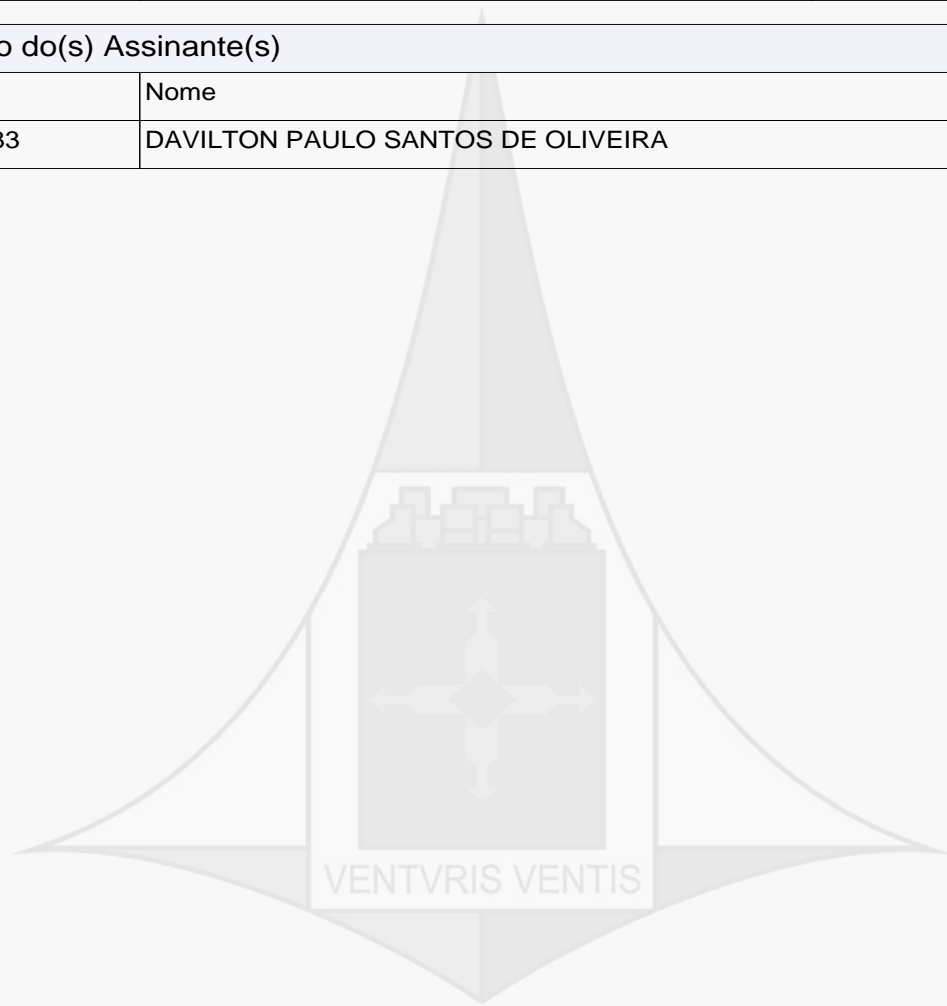 o do(s) Assinante(s)
Nome
33 DAVILTON PAULO SANTOS DE OLIVEIRA
VENTVRIS VENTIS